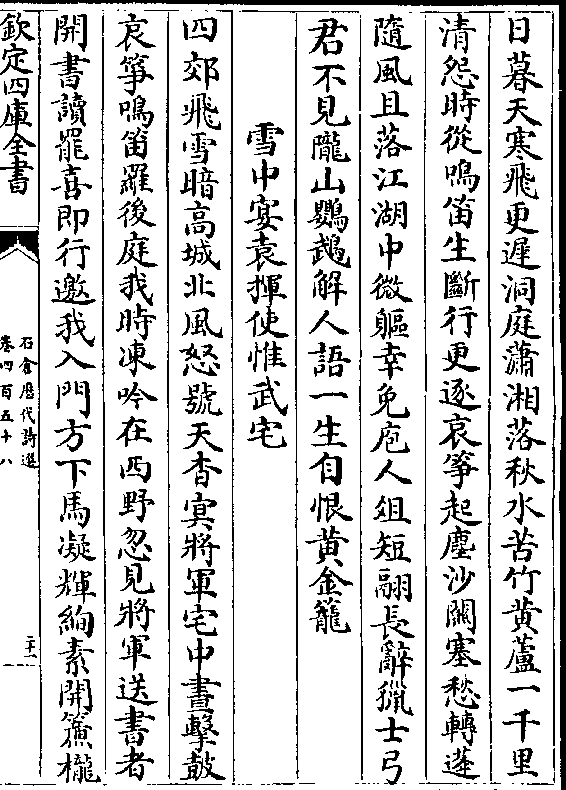 日暮天寒飛更遲洞庭瀟湘落秋水苦竹黄蘆一千里
清怨時從鳴笛生斷行更逐哀箏起塵沙關塞愁轉蓬
隨風且落江湖中微軀幸免庖人俎短翮長辭獵士弓
君不見隴山鸚鵡解人語一生自恨黄金籠
雪中宴袁揮使惟武宅
四郊飛雪暗高城北風怒號天杳㝠將軍宅中晝擊鼓
哀箏鳴笛羅後庭我時凍吟在西野忽見將軍送書者
開書讀罷喜即行邀我入門方下馬凝輝絢素開簾櫳
欽定四庫全書
石倉歴代詩選
卷四百五十八
二十一